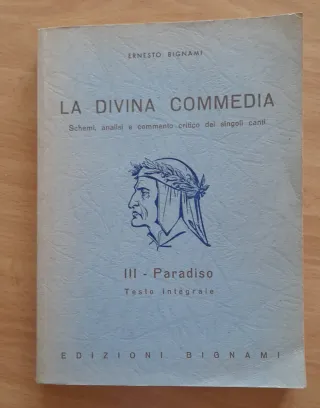 ERNESTO BIGNAMI
LA DIVINA COMMEDIA
Schemi, analisi e commento critico dei singoli canti
III - Paradiso
Testo Integrale
EDIZIONI BIGNAMI